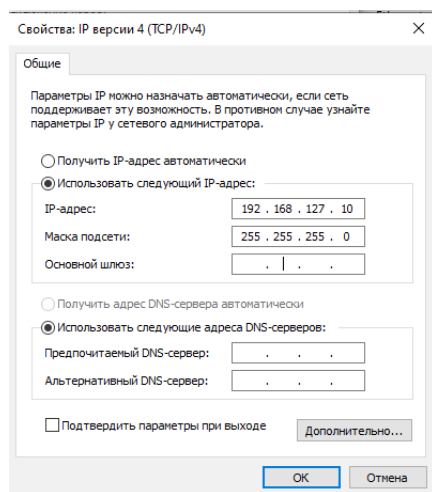 Свойства: IP версии 4 (TCP/IPv4)
Общие
Параметры IP можно назначать автоматически, если сеть
поддерживает эту возможность. В противном случае узнайте
параметры IP у сетевого администратора.
Получить IP-адрес автоматически
Использовать следующий IP-адрес:
IP-адрес: 192 . 168 . 127 . 10
Маска подсети: 255 . 255 . 255 . 0
Основной шлюз: . . .
Получить адрес DNS-сервера автоматически
Использовать следующие адреса DNS-серверов:
Предпочитаемый DNS-сервер: . . .
Альтернативный DNS-сервер: . . .
Подтвердить параметры при выходе
Дополнительно...
ОК Отмена